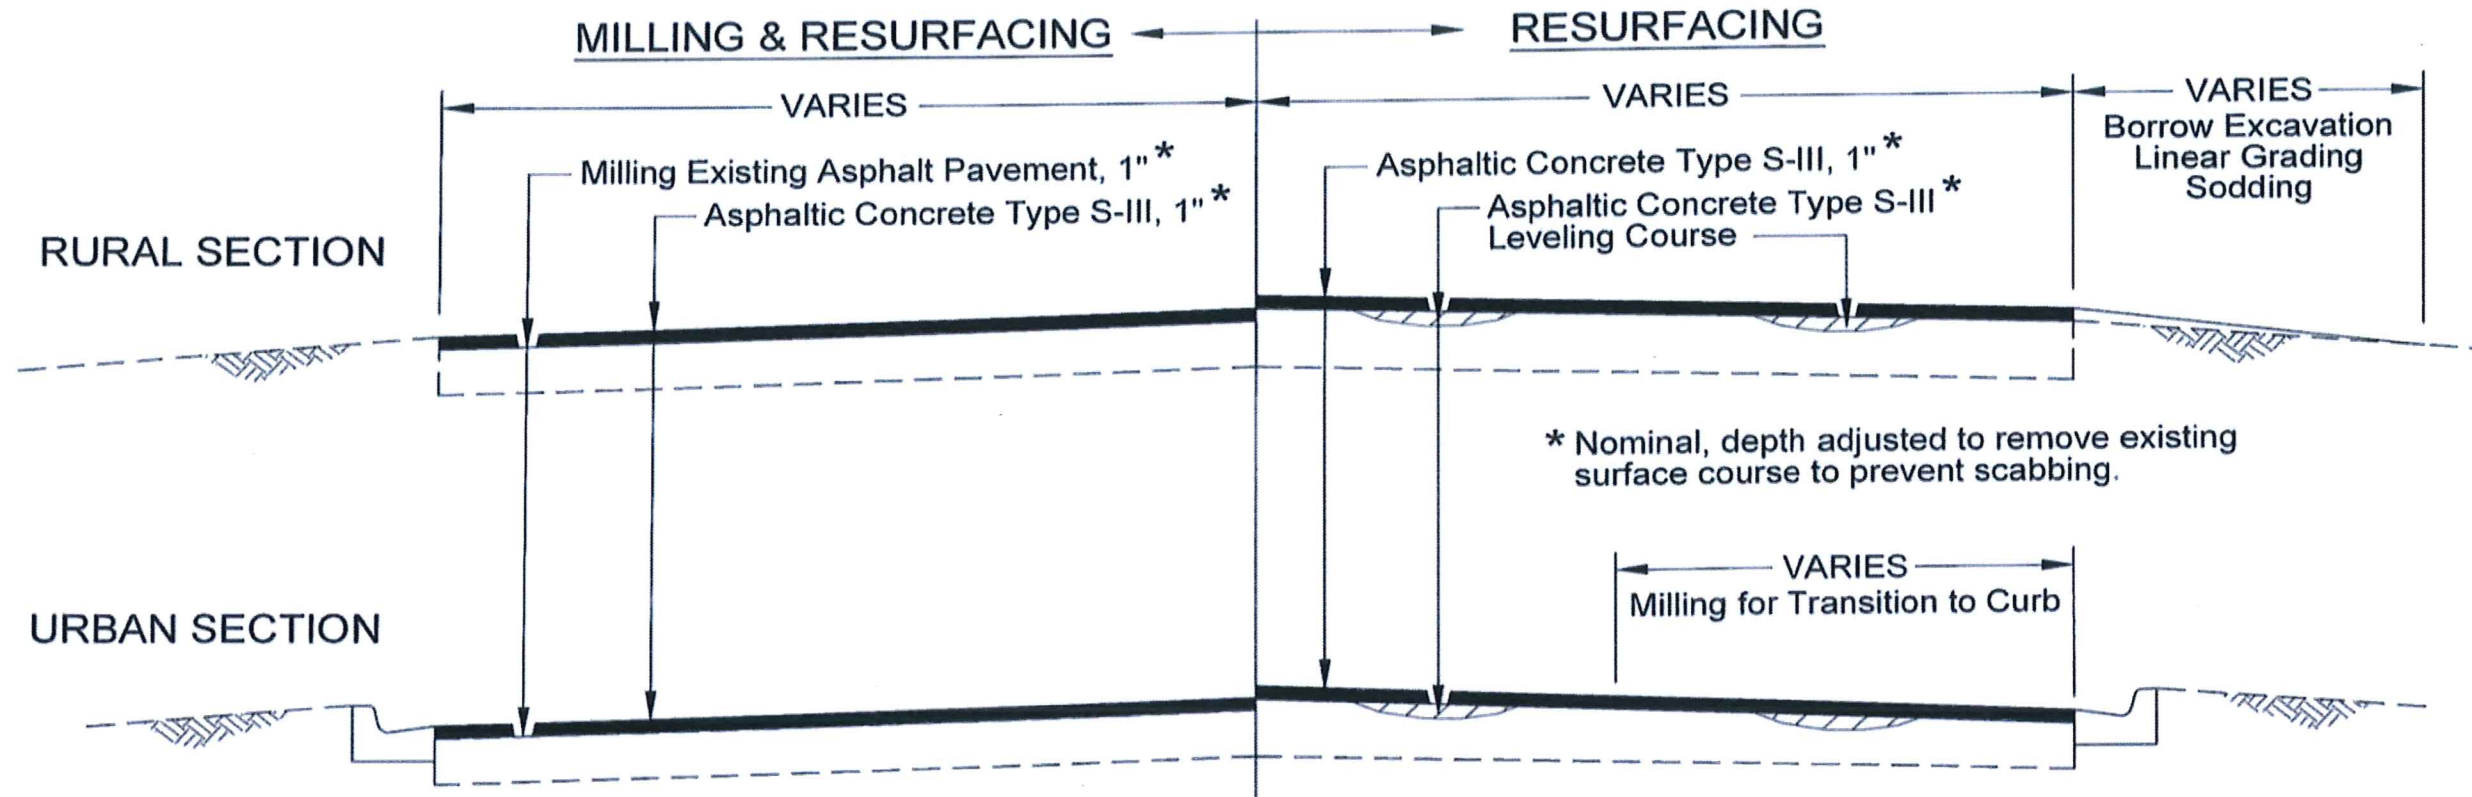 MILLING & RESURFACING
RESURFACING
VARIES
VARIES
VARIES
Borrow Excavation
Linear Grading
Sodding
Milling Existing Asphalt Pavement, 1" *
Asphaltic Concrete Type S-III, 1" *
Asphaltic Concrete Type S-III, 1" *
Asphaltic Concrete Type S-III *
Leveling Course
RURAL SECTION
* Nominal, depth adjusted to remove existing
surface course to prevent scabbing.
VARIES
Milling for Transition to Curb
URBAN SECTION